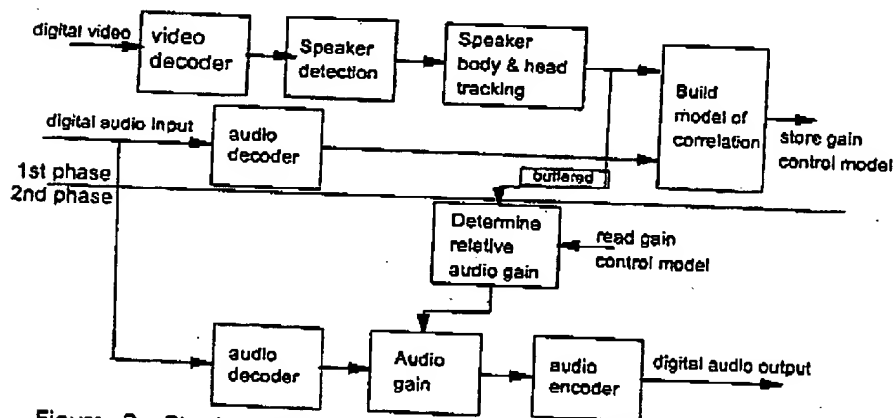 digital video
video
decoder
Speaker
detection
Speaker
body & head
tracking
Build
model of
correlation
store gain
control model
digital audio input
audio
decoder
1st phase
2nd phase
buffered
Determine
relative
audio gain
read gain
control model
audio
decoder
Audio
gain
audio
encoder
digital audio output
Figure